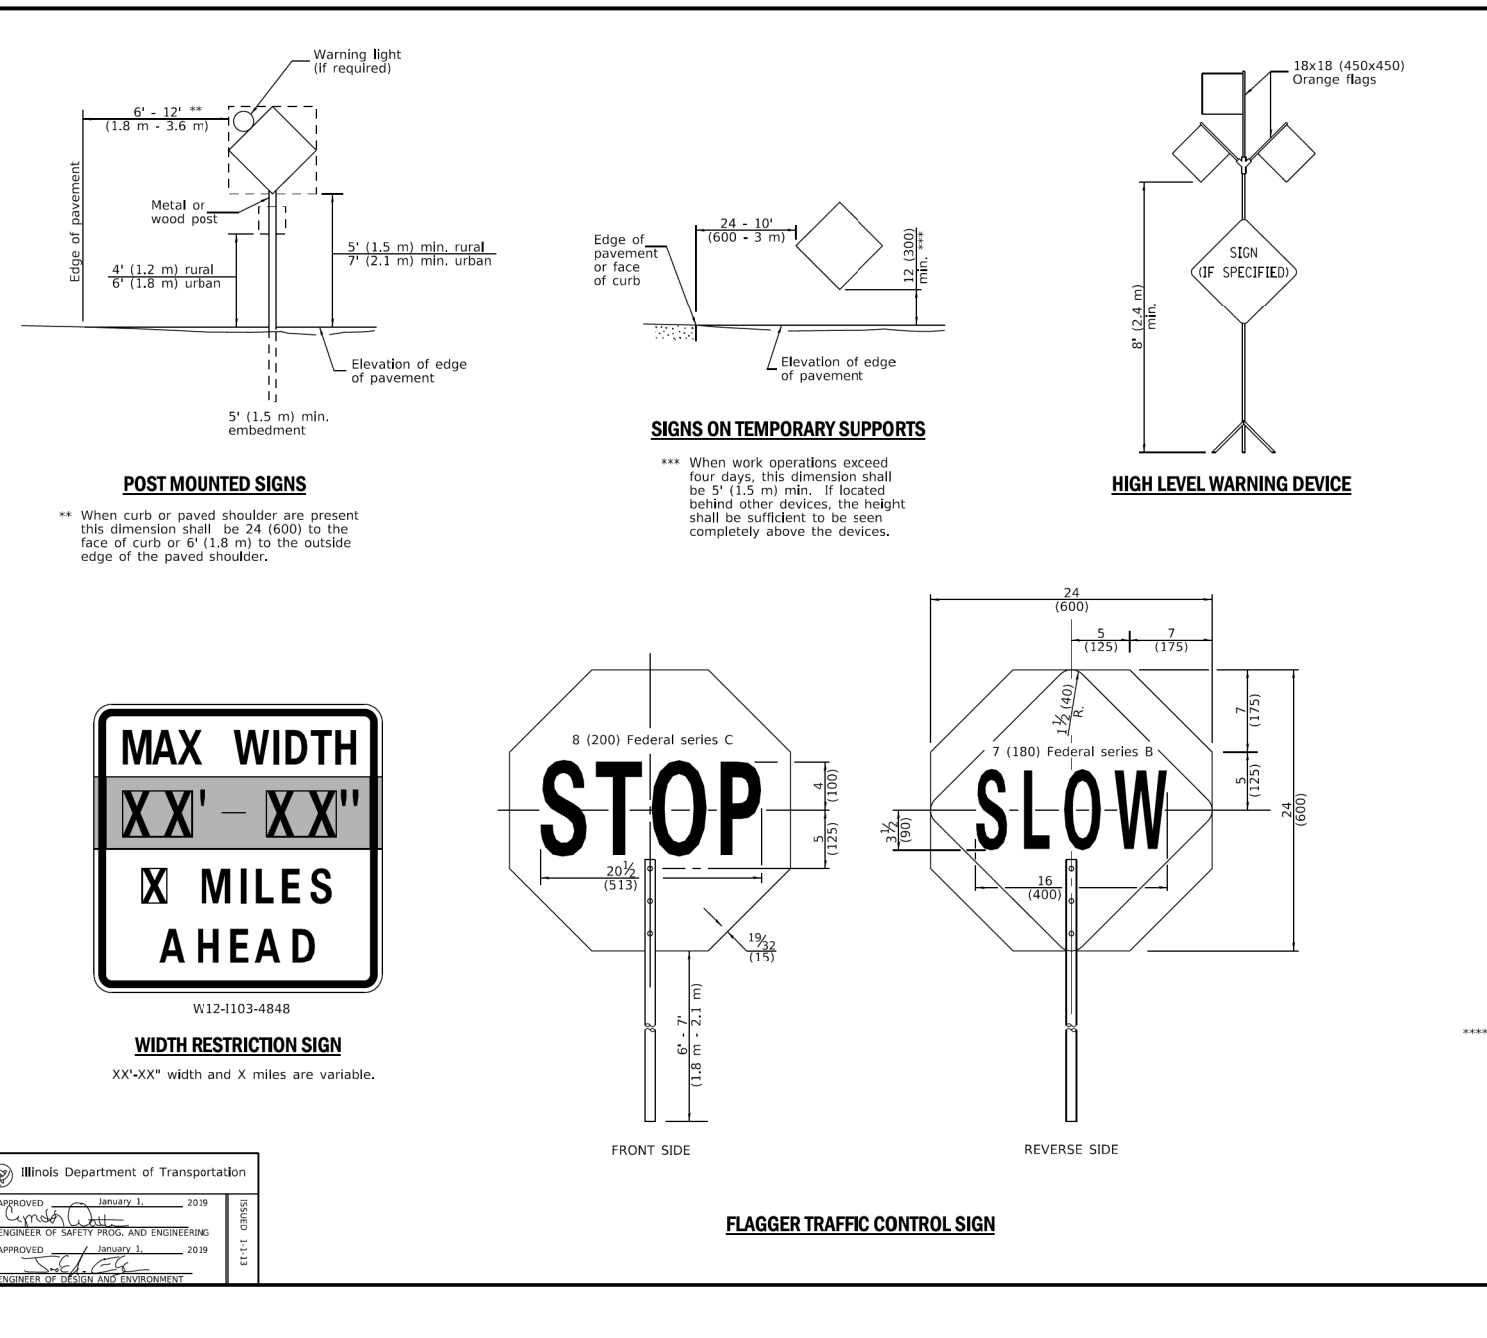 Warning light
(if required)
6' - 12' **
(1.8 m - 3.6 m)
Edge of pavement
Metal or
wood post
4' (1.2 m) rural
6' (1.8 m) urban
5' (1.5 m) min. rural
7' (2.1 m) min. urban
Elevation of edge
of pavement
5' (1.5 m) min.
embedment
POST MOUNTED SIGNS
** When curb or paved shoulder are present
this dimension shall be 24 (600) to the
face of curb or 6' (1.8 m) to the outside
edge of the paved shoulder.
24 - 10'
(600 - 3 m)
Edge of
pavement
or face
of curb
12 (300)
min. ***
Elevation of edge
of pavement
SIGNS ON TEMPORARY SUPPORTS
*** When work operations exceed
four days, this dimension shall
be 5' (1.5 m) min. If located
behind other devices, the height
shall be sufficient to be seen
completely above the devices.
18x18 (450x450)
Orange flags
SIGN
(IF SPECIFIED)
8' (2.4 m)
min.
HIGH LEVEL WARNING DEVICE
MAX WIDTH
XX' - XX"
X MILES
AHEAD
W12-I103-4848
WIDTH RESTRICTION SIGN
XX'-XX" width and X miles are variable.
8 (200) Federal series C
STOP
4
(100)
5
(125)
20 1/2
(513)
19/32
(15)
6' - 7'
(1.8 m - 2.1 m)
FRONT SIDE
24
(600)
5
(125)
7
(175)
1 1/2 (40)
R.
7 (180) Federal series B
SLOW
7
(175)
5
(125)
24
(600)
3 1/2
(90)
16
(400)
REVERSE SIDE
FLAGGER TRAFFIC CONTROL SIGN
****
Illinois Department of Transportation
APPROVED January 1, 2019
ENGINEER OF SAFETY PROG. AND ENGINEERING
APPROVED January 1, 2019
ENGINEER OF DESIGN AND ENVIRONMENT
ISSUED 1-1-13